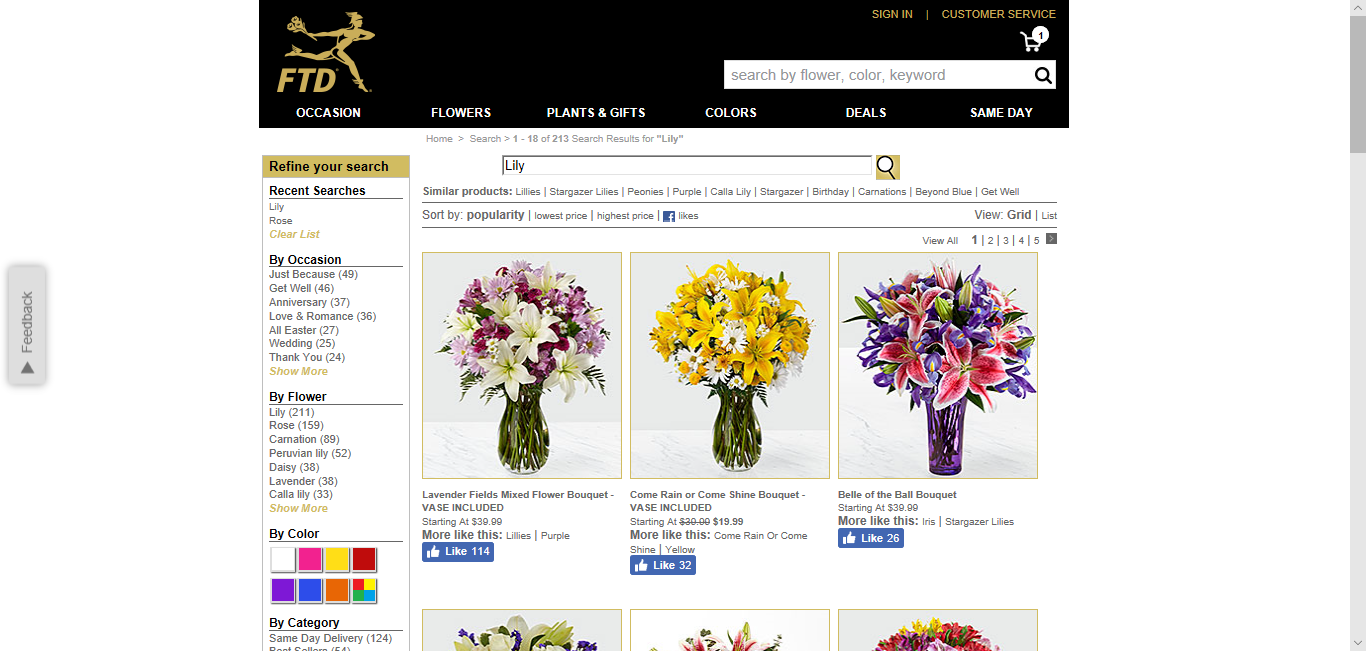 SIGN IN | CUSTOMER SERVICE
1
FTD
search by flower, color, keyword
OCCASION FLOWERS PLANTS & GIFTS COLORS DEALS SAME DAY
Home > Search > 1 - 18 of 213 Search Results for "Lily"
Refine your search
Recent Searches
Lily
Rose
Clear List
By Occasion
Just Because (49)
Get Well (46)
Anniversary (37)
Love & Romance (36)
All Easter (27)
Wedding (25)
Thank You (24)
Show More
By Flower
Lily (211)
Rose (159)
Carnation (89)
Peruvian lily (52)
Daisy (38)
Lavender (38)
Calla lily (33)
Show More
By Color
By Category
Same Day Delivery (124)
Best Sellers (54)
Lily
Similar products: Lillies | Stargazer Lilies | Peonies | Purple | Calla Lily | Stargazer | Birthday | Carnations | Beyond Blue | Get Well
Sort by: popularity | lowest price | highest price | likes
View: Grid | List
View All 1 | 2 | 3 | 4 | 5
Lavender Fields Mixed Flower Bouquet -
VASE INCLUDED
Starting At $39.99
More like this: Lillies | Purple
Like 114
Come Rain or Come Shine Bouquet -
VASE INCLUDED
Starting At $39.99 $19.99
More like this: Come Rain Or Come
Shine | Yellow
Like 32
Belle of the Ball Bouquet
Starting At $39.99
More like this: Iris | Stargazer Lilies
Like 26
Feedback